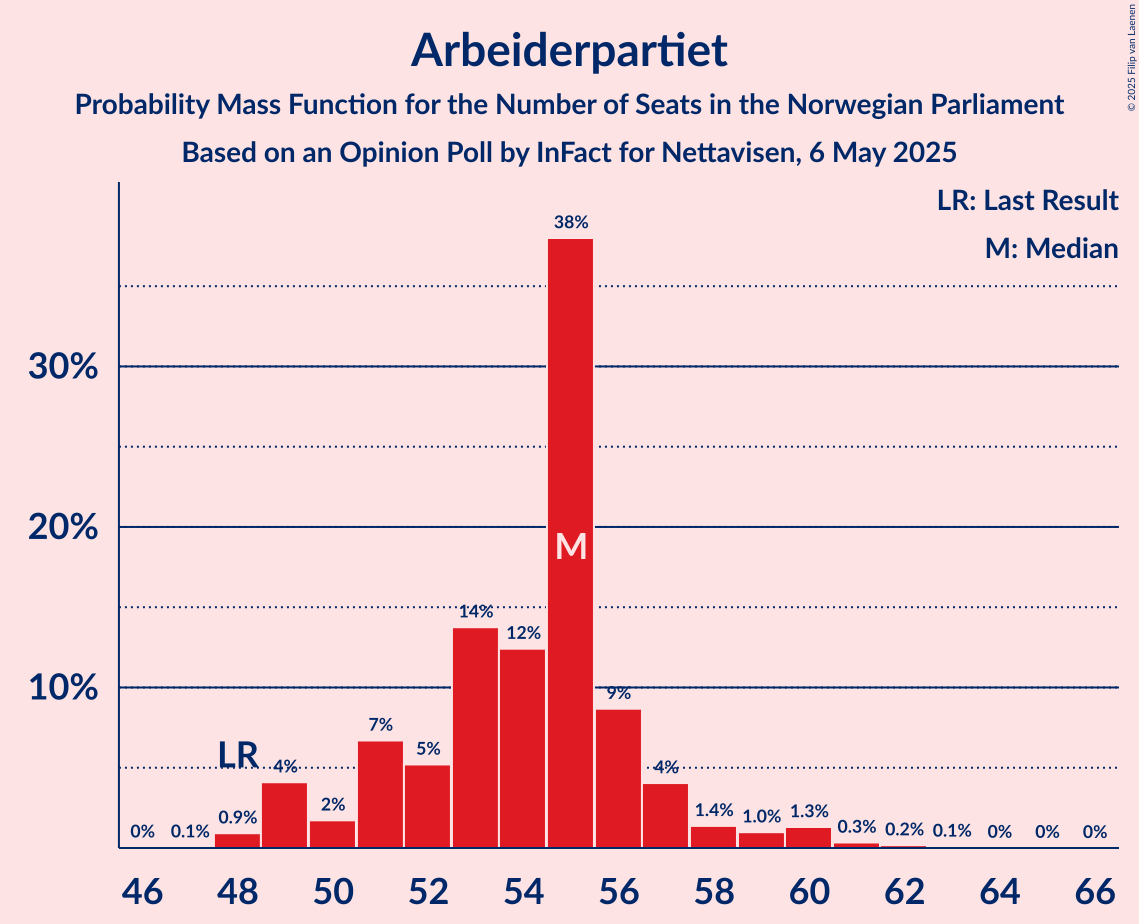 Arbeiderpartiet
Probability Mass Function for the Number of Seats in the Norwegian Parliament
Based on an Opinion Poll by InFact for Nettavisen, 6 May 2025
© 2025 Filip van Laenen
LR: Last Result
M: Median
38%
30%
20%
M
14%
12%
10%
9%
7%
5%
LR
4%
4%
2%
1.4%
1.0%
1.3%
0%
0.1%
0.9%
0.3%
0.2%
0.1%
0%
0%
0%
46 48 50 52 54 56 58 60 62 64 66